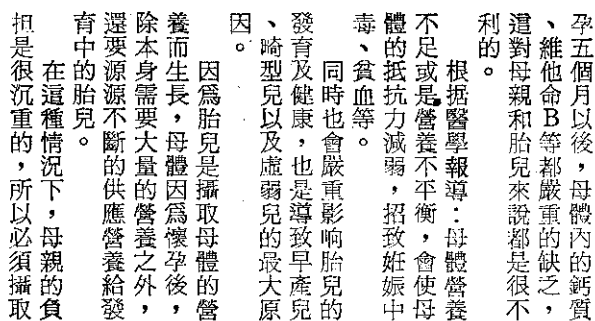 孕五個月以後，母體內的鈣質
、維他命B等都嚴重的缺乏，
這對母親和胎兒來說都是很不
利的。
根据醫學報導：母體營養
不足或是營養不平衡，會使母
體的抵抗力減弱，招致妊娠中
毒、貧血等。
同時也會嚴重影响胎兒的
發育及健康，也是導致早產兒
、畸型兒以及虛弱兒的最大原
因。
因爲胎兒是攝取母體的營
養而生長，母體因爲懷孕後，
除本身需要大量的營養之外，
還要源源不斷的供應營養給發
育中的胎兒。
在這種情況下，母親的負
担是很沉重的，所以必須攝取